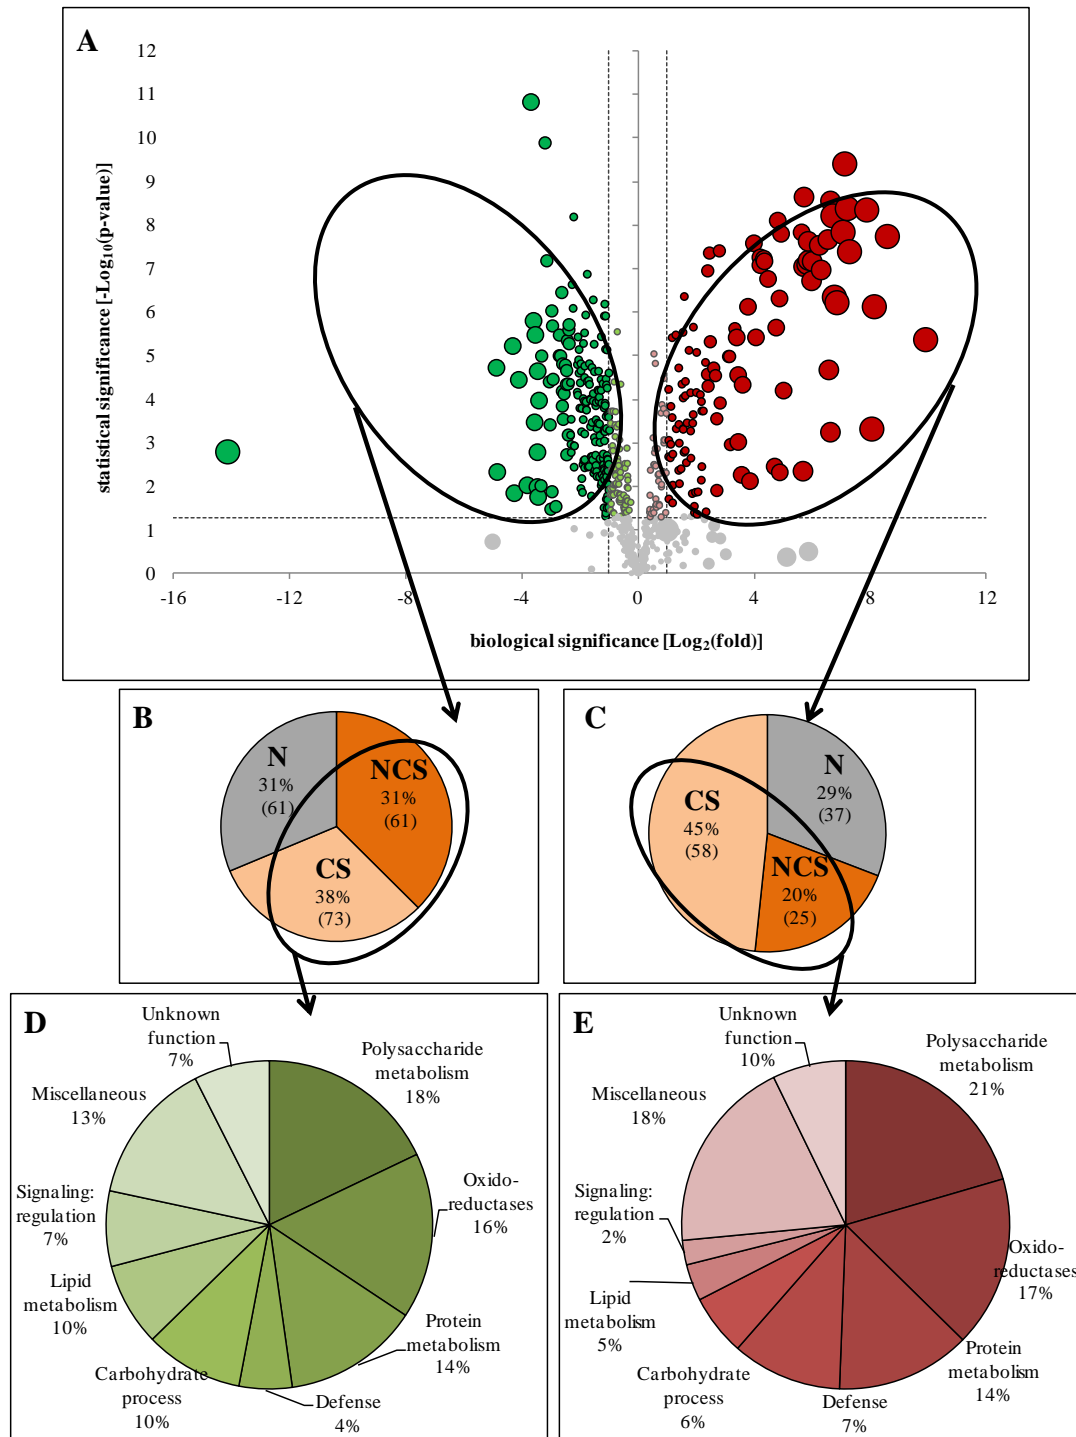 A
12
11
10
9
8
7
6
5
4
3
2
1
0
statistical significance [-Log10(p-value)]
-16 -12 -8 -4 0 4 8 12
biological significance [Log2(fold)]
B
N
31%
(61)
NCS
31%
(61)
CS
38%
(73)
C
N
29%
(37)
CS
45%
(58)
NCS
20%
(25)
D
Unknown
function
7%
Polysaccharide
metabolism
18%
Miscellaneous
13%
Oxido-
reductases
16%
Signaling:
regulation
7%
Lipid
metabolism
10%
Protein
metabolism
14%
Carbohydrate
process
10%
Defense
4%
E
Unknown
function
10%
Polysaccharide
metabolism
21%
Miscellaneous
18%
Signaling:
regulation
2%
Oxido-
reductases
17%
Lipid
metabolism
5%
Protein
metabolism
14%
Carbohydrate
process
6%
Defense
7%